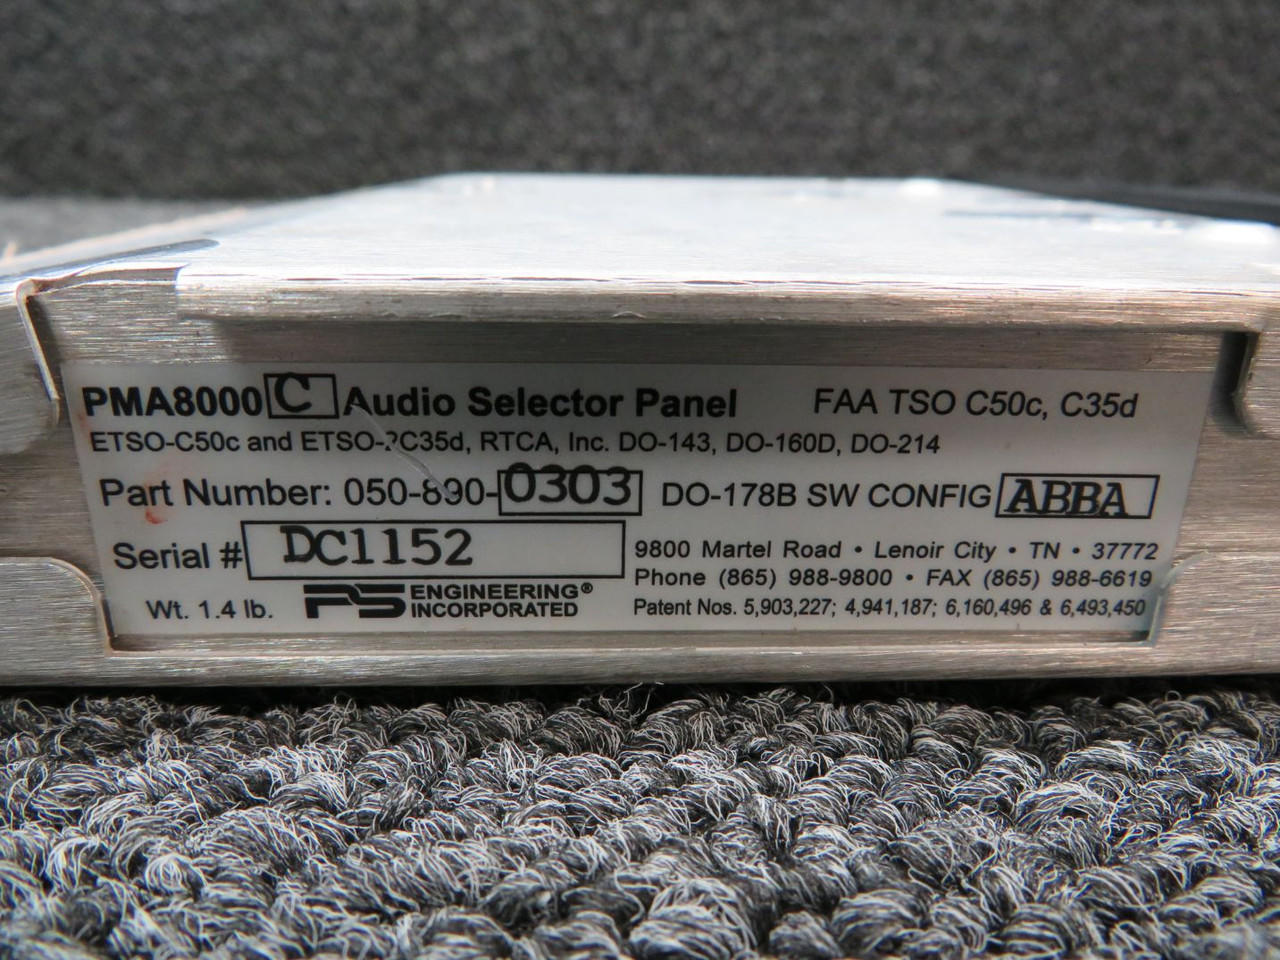 PMA8000 C Audio Selector Panel FAA TSO C50c, C35d
ETSO-C50c and ETSO-2C35d, RTCA, Inc. DO-143, DO-160D, DO-214
Part Number: 050-890-0303 DO-178B SW CONFIG ABBA
Serial # DC1152
9800 Martel Road • Lenoir City • TN • 37772
Phone (865) 988-9800 • FAX (865) 988-6619
Wt. 1.4 lb. PS ENGINEERING® INCORPORATED
Patent Nos. 5,903,227; 4,941,187; 6,160,496 & 6,493,450